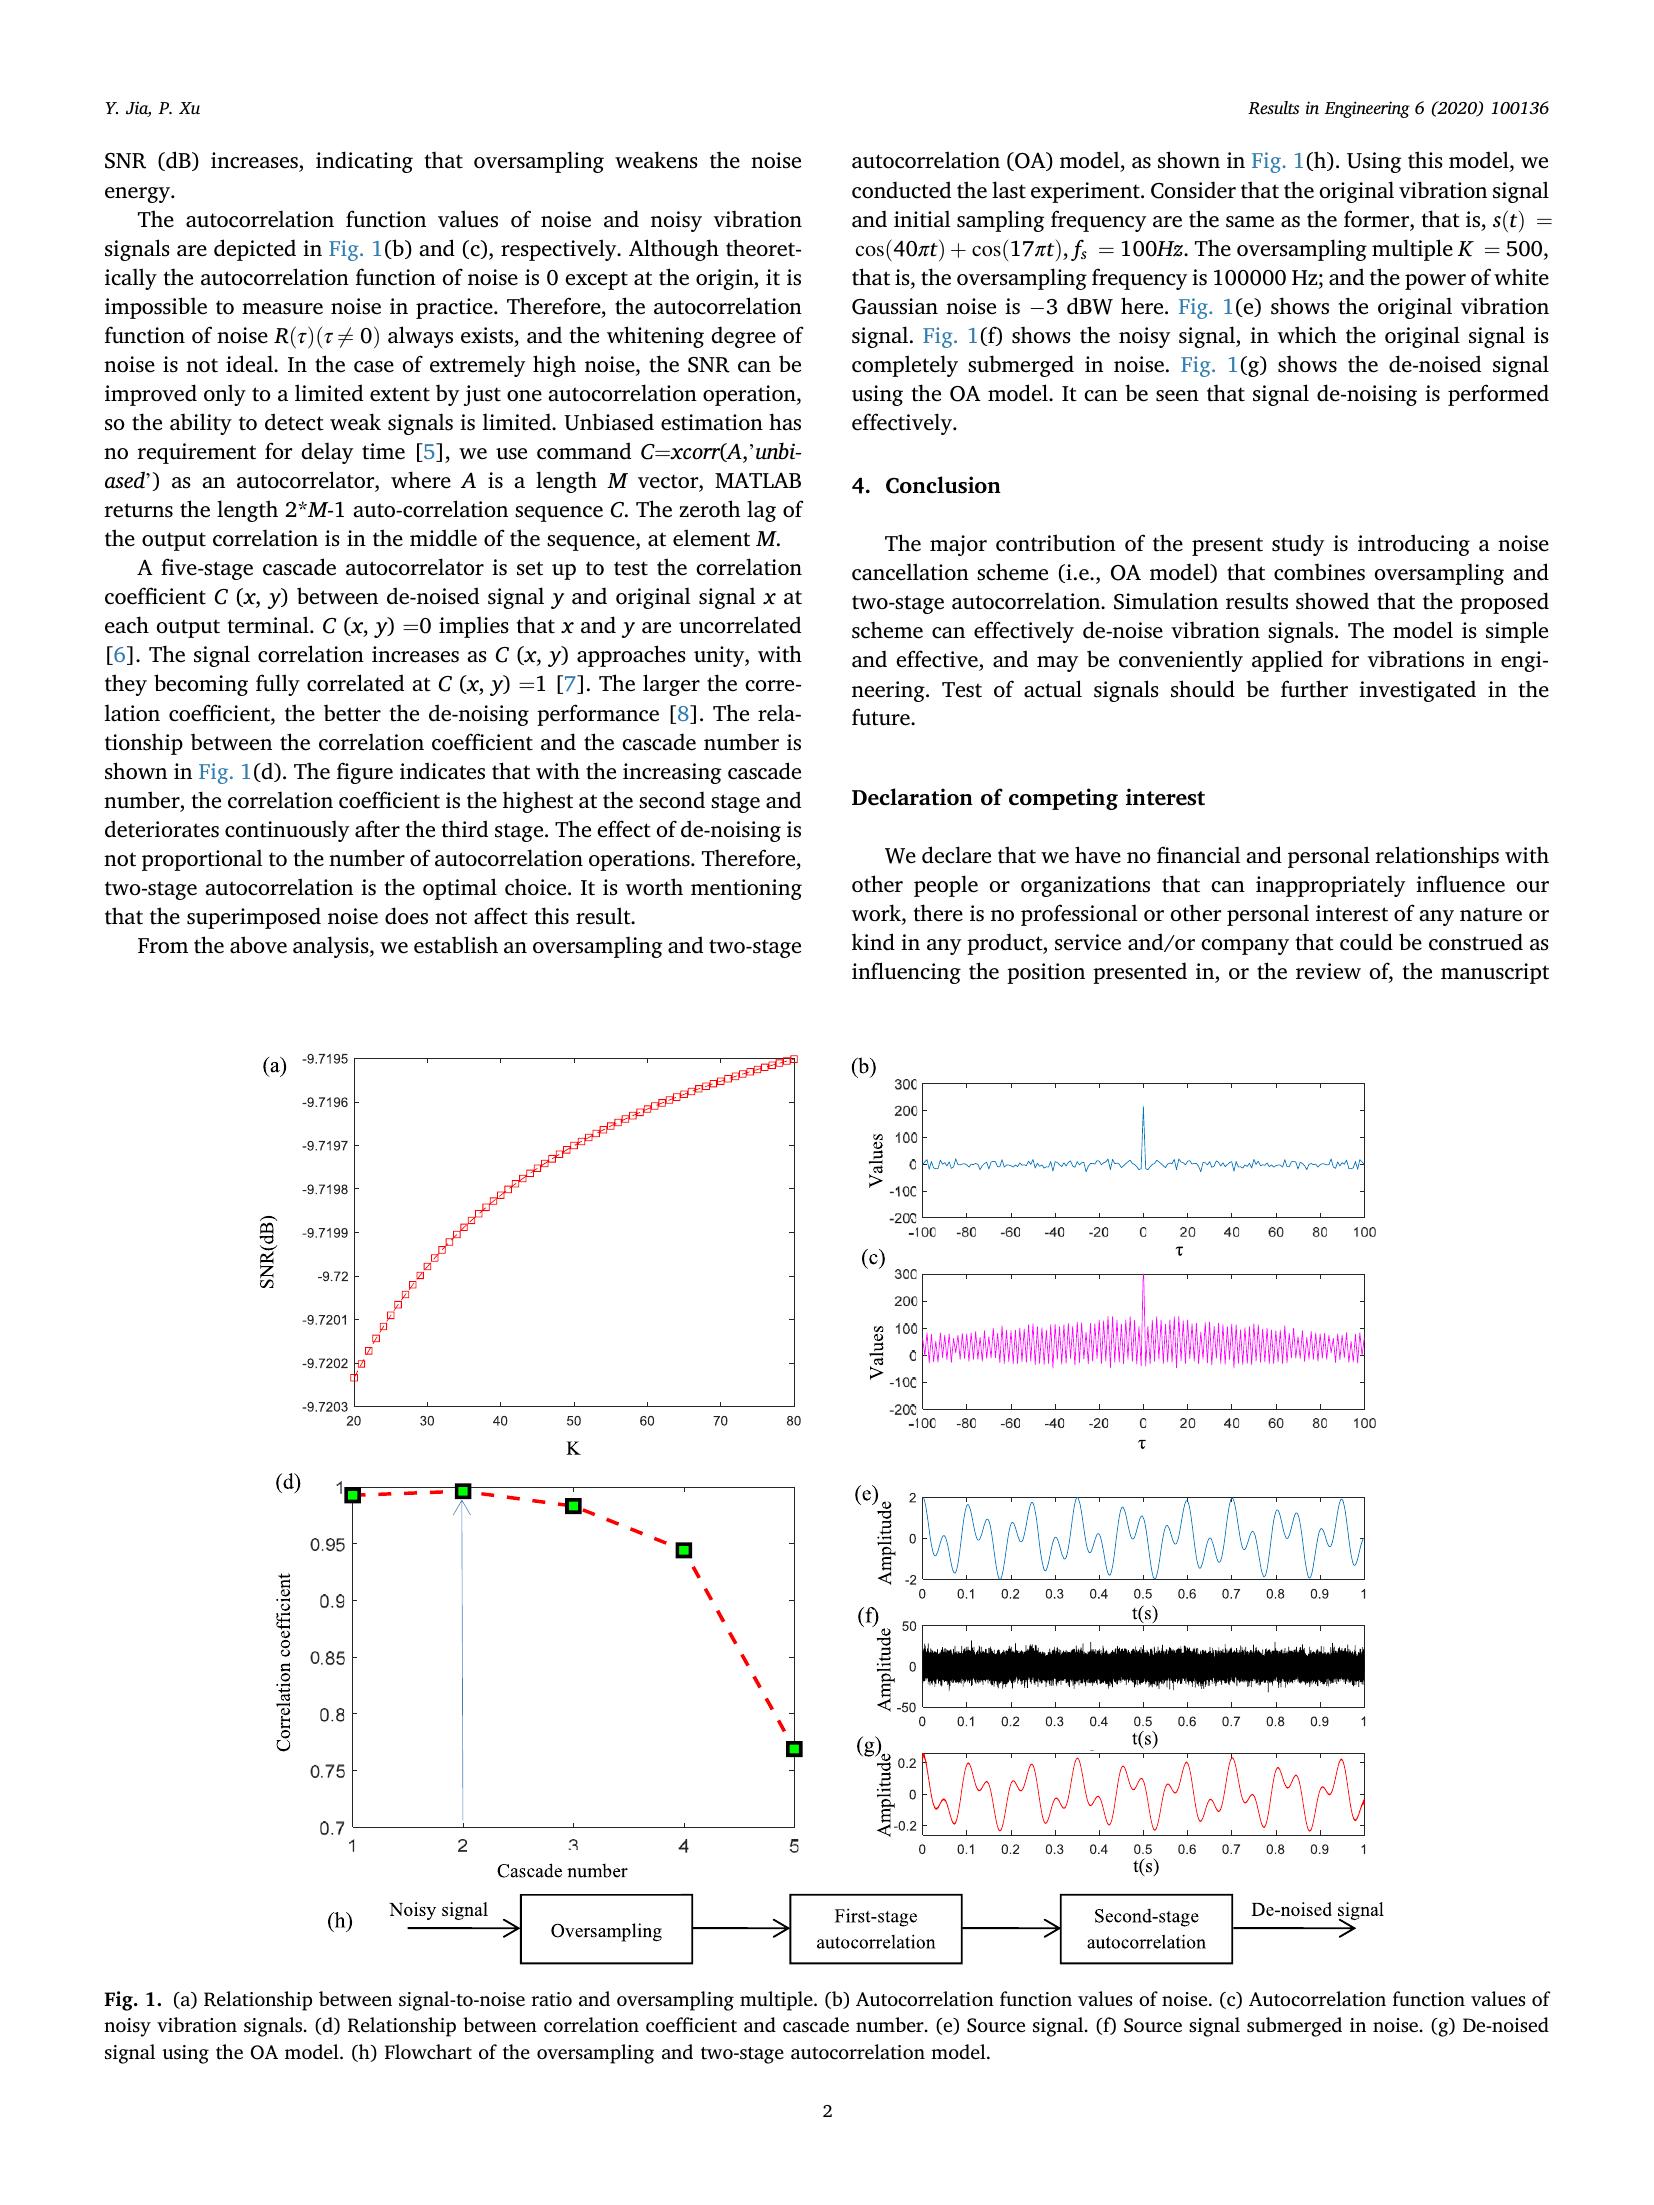 Y. Jia, P. Xu
Results in Engineering 6 (2020) 100136
SNR (dB) increases, indicating that oversampling weakens the noise
energy.
The autocorrelation function values of noise and noisy vibration
signals are depicted in Fig. 1(b) and (c), respectively. Although theoret-
ically the autocorrelation function of noise is 0 except at the origin, it is
impossible to measure noise in practice. Therefore, the autocorrelation
function of noise R(τ)(τ ≠ 0) always exists, and the whitening degree of
noise is not ideal. In the case of extremely high noise, the SNR can be
improved only to a limited extent by just one autocorrelation operation,
so the ability to detect weak signals is limited. Unbiased estimation has
no requirement for delay time [5], we use command C=xcorr(A,’unbi-
ased’) as an autocorrelator, where A is a length M vector, MATLAB
returns the length 2*M-1 auto-correlation sequence C. The zeroth lag of
the output correlation is in the middle of the sequence, at element M.
A five-stage cascade autocorrelator is set up to test the correlation
coefficient C (x, y) between de-noised signal y and original signal x at
each output terminal. C (x, y) =0 implies that x and y are uncorrelated
[6]. The signal correlation increases as C (x, y) approaches unity, with
they becoming fully correlated at C (x, y) =1 [7]. The larger the corre-
lation coefficient, the better the de-noising performance [8]. The rela-
tionship between the correlation coefficient and the cascade number is
shown in Fig. 1(d). The figure indicates that with the increasing cascade
number, the correlation coefficient is the highest at the second stage and
deteriorates continuously after the third stage. The effect of de-noising is
not proportional to the number of autocorrelation operations. Therefore,
two-stage autocorrelation is the optimal choice. It is worth mentioning
that the superimposed noise does not affect this result.
From the above analysis, we establish an oversampling and two-stage
autocorrelation (OA) model, as shown in Fig. 1(h). Using this model, we
conducted the last experiment. Consider that the original vibration signal
and initial sampling frequency are the same as the former, that is, s(t) =
cos(40πt) + cos(17πt), fs = 100Hz. The oversampling multiple K = 500,
that is, the oversampling frequency is 100000 Hz; and the power of white
Gaussian noise is −3 dBW here. Fig. 1(e) shows the original vibration
signal. Fig. 1(f) shows the noisy signal, in which the original signal is
completely submerged in noise. Fig. 1(g) shows the de-noised signal
using the OA model. It can be seen that signal de-noising is performed
effectively.
4. Conclusion
The major contribution of the present study is introducing a noise
cancellation scheme (i.e., OA model) that combines oversampling and
two-stage autocorrelation. Simulation results showed that the proposed
scheme can effectively de-noise vibration signals. The model is simple
and effective, and may be conveniently applied for vibrations in engi-
neering. Test of actual signals should be further investigated in the
future.
Declaration of competing interest
We declare that we have no financial and personal relationships with
other people or organizations that can inappropriately influence our
work, there is no professional or other personal interest of any nature or
kind in any product, service and/or company that could be construed as
influencing the position presented in, or the review of, the manuscript
(a)
-9.7195
-9.7196
-9.7197
-9.7198
-9.7199
-9.72
-9.7201
-9.7202
-9.7203
SNR(dB)
20 30 40 50 60 70 80
K
(b)
300
200
100
0
-100
-200
Values
-100 -80 -60 -40 -20 0 20 40 60 80 100
τ
(c)
300
200
100
0
-100
-200
Values
-100 -80 -60 -40 -20 0 20 40 60 80 100
τ
(d)
1
0.95
0.9
0.85
0.8
0.75
0.7
Correlation coefficient
1 2 3 4 5
Cascade number
(e)
2
0
-2
Amplitude
0 0.1 0.2 0.3 0.4 0.5 0.6 0.7 0.8 0.9 1
t(s)
(f)
50
0
-50
Amplitude
0 0.1 0.2 0.3 0.4 0.5 0.6 0.7 0.8 0.9 1
t(s)
(g)
0.2
0
-0.2
Amplitude
0 0.1 0.2 0.3 0.4 0.5 0.6 0.7 0.8 0.9 1
t(s)
(h)
Noisy signal
Oversampling
First-stage
autocorrelation
Second-stage
autocorrelation
De-noised signal
Fig. 1. (a) Relationship between signal-to-noise ratio and oversampling multiple. (b) Autocorrelation function values of noise. (c) Autocorrelation function values of
noisy vibration signals. (d) Relationship between correlation coefficient and cascade number. (e) Source signal. (f) Source signal submerged in noise. (g) De-noised
signal using the OA model. (h) Flowchart of the oversampling and two-stage autocorrelation model.
2